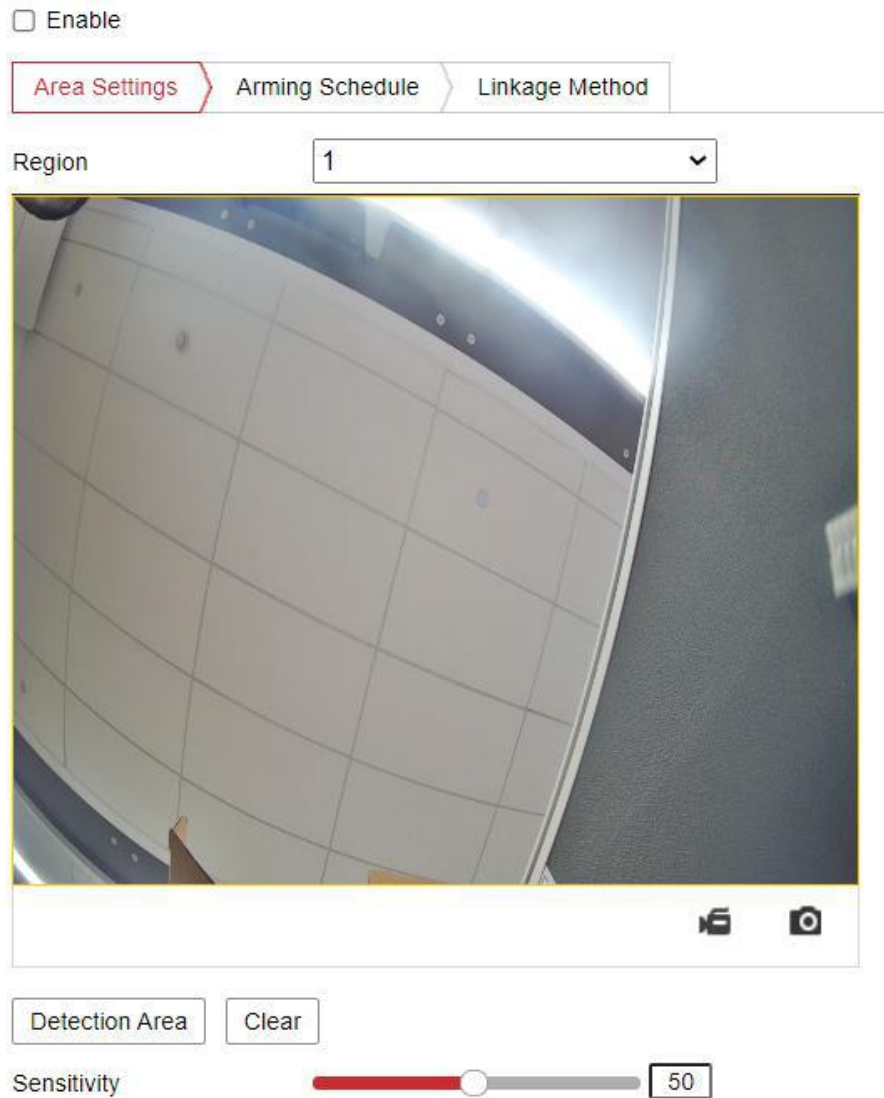 Enable
Area Settings Arming Schedule Linkage Method
Region 1
Detection Area Clear
Sensitivity 50